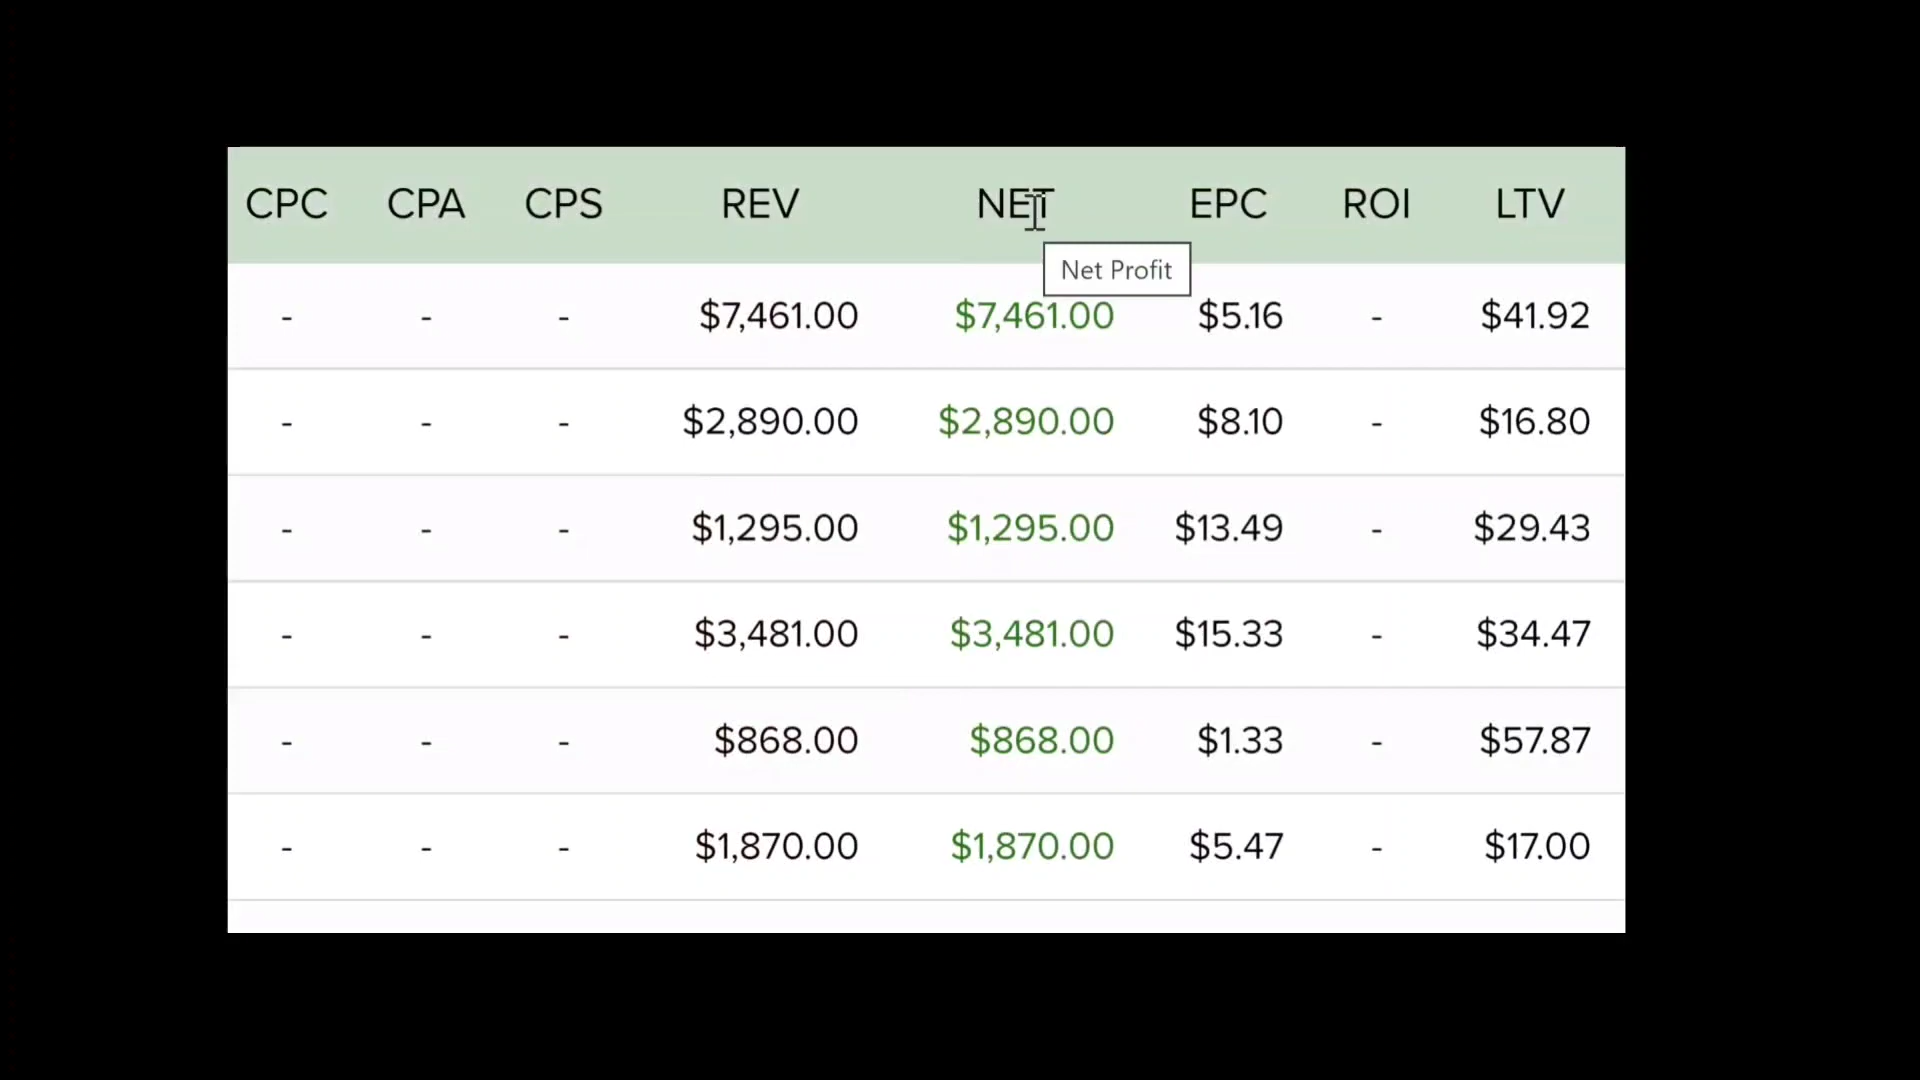 CPC CPA CPS REV NET EPC ROI LTV
Net Profit
- - - $7,461.00 $7,461.00 $5.16 - $41.92
- - - $2,890.00 $2,890.00 $8.10 - $16.80
- - - $1,295.00 $1,295.00 $13.49 - $29.43
- - - $3,481.00 $3,481.00 $15.33 - $34.47
- - - $868.00 $868.00 $1.33 - $57.87
- - - $1,870.00 $1,870.00 $5.47 - $17.00